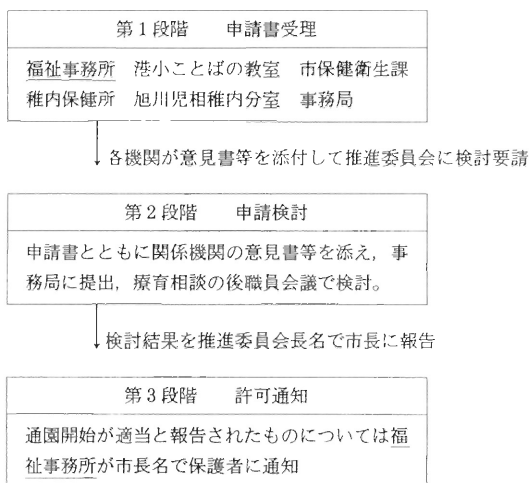 第１段階　　申請書受理
福祉事務所　港小ことばの教室　市保健衛生課
稚内保健所　旭川児相稚内分室　事務局
各機関が意見書等を添付して推進委員会に検討要請
第２段階　　申請検討
申請書とともに関係機関の意見書等を添え，事
務局に提出，療育相談の後職員会議で検討。
検討結果を推進委員会長名で市長に報告
第３段階　　許可通知
通園開始が適当と報告されたものについては福
祉事務所が市長名で保護者に通知